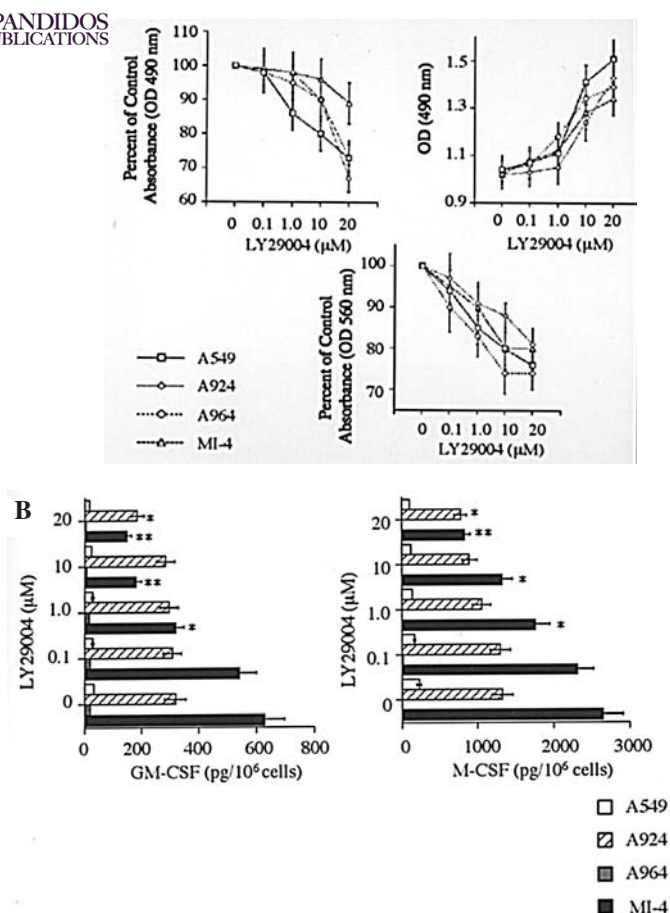 PANDIDOS
UBLICATIONS
110
100
90
80
70
60
Percent of Control
Absorbance (OD 490 nm)
0 0.1 1.0 10 20
LY29004 (μM)
1.5
1.3
1.1
0.9
OD (490 nm)
0 0.1 1.0 10 20
LY29004 (μM)
100
90
80
70
Percent of Control
Absorbance (OD 560 nm)
0 0.1 1.0 10 20
LY29004 (μM)
A549
A924
A964
MI-4
B
20
10
1.0
0.1
0
LY29004 (μM)
*
**
**
*
0 200 400 600 800
GM-CSF (pg/10⁶ cells)
20
10
1.0
0.1
0
LY29004 (μM)
*
**
*
*
0 1000 2000 3000
M-CSF (pg/10⁶ cells)
A549
A924
A964
MI-4